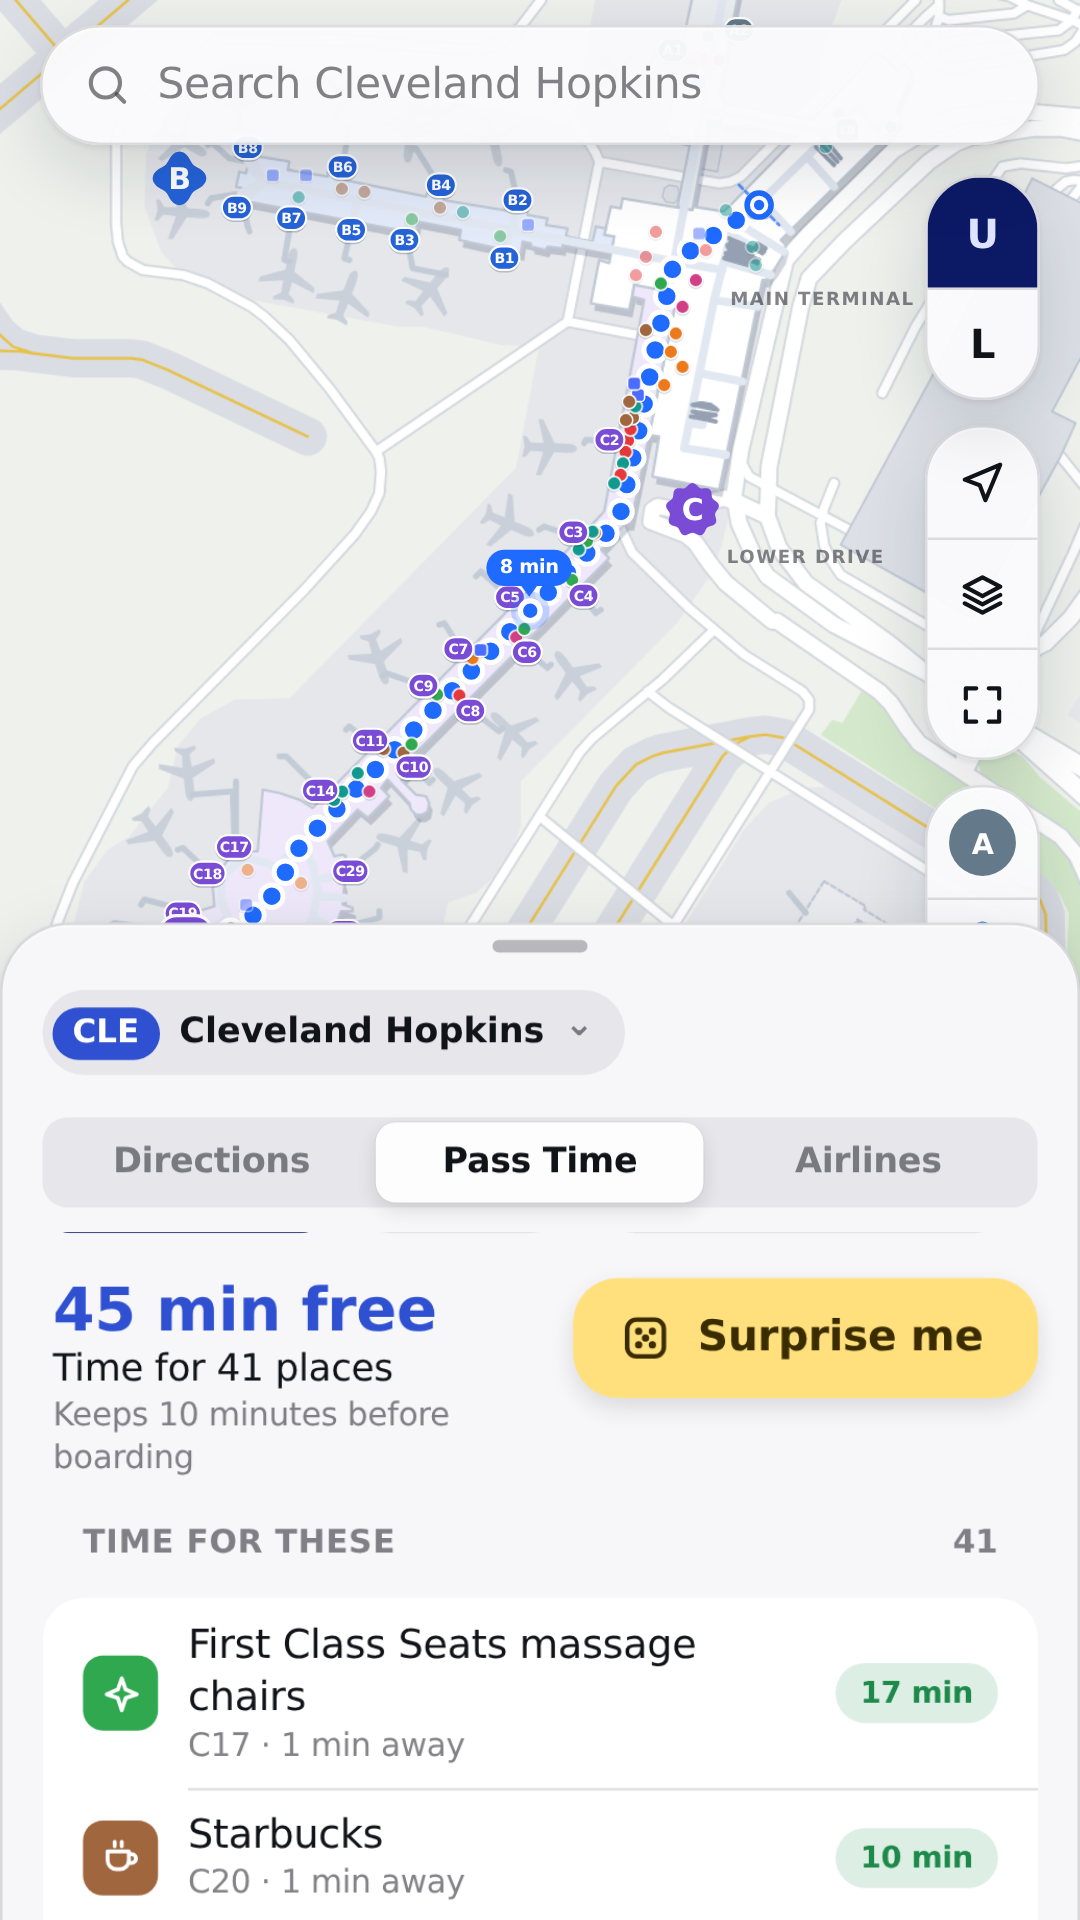 Search Cleveland Hopkins
B8
B
B6
B4
B2
B9
B7
B5
B3
B1
U
L
MAIN TERMINAL
C2
C
C3
LOWER DRIVE
8 min
C5
C4
C7
C6
C9
C8
C11
C10
C14
C17
C18
C29
C19
A
CLE Cleveland Hopkins
Directions
Pass Time
Airlines
45 min free
Surprise me
Time for 41 places
Keeps 10 minutes before
boarding
TIME FOR THESE
41
First Class Seats massage
chairs
17 min
C17 · 1 min away
Starbucks
10 min
C20 · 1 min away